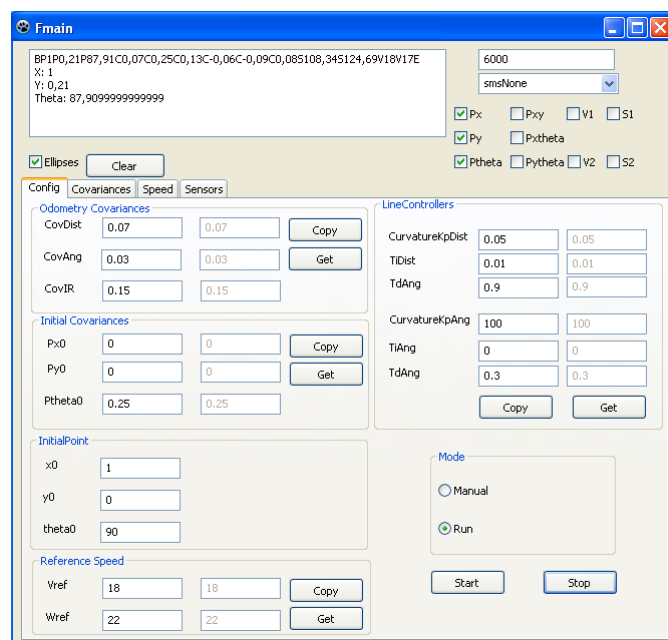 Fmain
BP1P0,21P87,91C0,07C0,25C0,13C-0,06C-0,09C0,08S108,34S124,69V18V17E
X: 1
Y: 0,21
Theta: 87,9099999999999
6000
smsNone
Px Pxy V1 S1
Py Pxtheta
Ptheta Pytheta V2 S2
Ellipses Clear
Config Covariances Speed Sensors
Odometry Covariances
CovDist 0.07 0.07 Copy
CovAng 0.03 0.03 Get
CovIR 0.15 0.15
Initial Covariances
Px0 0 0 Copy
Py0 0 0 Get
Ptheta0 0.25 0.25
InitialPoint
x0 1
y0 0
theta0 90
Reference Speed
Vref 18 18 Copy
Wref 22 22 Get
LineControllers
CurvatureKpDist 0.05 0.05
TiDist 0.01 0.01
TdAng 0.9 0.9
CurvatureKpAng 100 100
TiAng 0 0
TdAng 0.3 0.3
Copy Get
Mode
Manual
Run
Start Stop